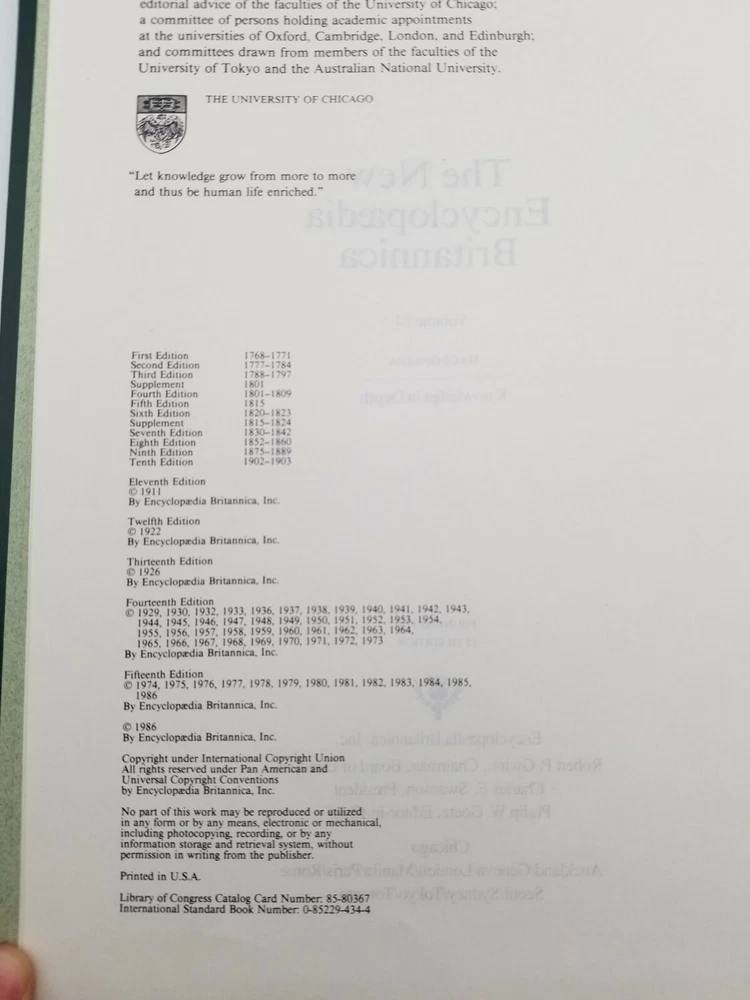 editorial advice of the faculties of the University of Chicago;
a committee of persons holding academic appointments
at the universities of Oxford, Cambridge, London, and Edinburgh;
and committees drawn from members of the faculties of the
University of Tokyo and the Australian National University.
THE UNIVERSITY OF CHICAGO
“Let knowledge grow from more to more
and thus be human life enriched.”
The New
Encyclopædia
Britannica
First Edition 1768–1771
Second Edition 1777–1784
Third Edition 1788–1797
Supplement 1801
Fourth Edition 1801–1809
Fifth Edition 1815
Sixth Edition 1820–1823
Supplement 1815–1824
Seventh Edition 1830–1842
Eighth Edition 1852–1860
Ninth Edition 1875–1889
Tenth Edition 1902–1903
Eleventh Edition
© 1911
By Encyclopædia Britannica, Inc.
Twelfth Edition
© 1922
By Encyclopædia Britannica, Inc.
Thirteenth Edition
© 1926
By Encyclopædia Britannica, Inc.
Fourteenth Edition
© 1929, 1930, 1932, 1933, 1936, 1937, 1938, 1939, 1940, 1941, 1942, 1943,
1944, 1945, 1946, 1947, 1948, 1949, 1950, 1951, 1952, 1953, 1954,
1955, 1956, 1957, 1958, 1959, 1960, 1961, 1962, 1963, 1964,
1965, 1966, 1967, 1968, 1969, 1970, 1971, 1972, 1973
By Encyclopædia Britannica, Inc.
Fifteenth Edition
© 1974, 1975, 1976, 1977, 1978, 1979, 1980, 1981, 1982, 1983, 1984, 1985,
1986
By Encyclopædia Britannica, Inc.
© 1986
By Encyclopædia Britannica, Inc.
Copyright under International Copyright Union
All rights reserved under Pan American and
Universal Copyright Conventions
by Encyclopædia Britannica, Inc.
No part of this work may be reproduced or utilized
in any form or by any means, electronic or mechanical,
including photocopying, recording, or by any
information storage and retrieval system, without
permission in writing from the publisher.
Printed in U.S.A.
Library of Congress Catalog Card Number: 85-80367
International Standard Book Number: 0-85229-434-4